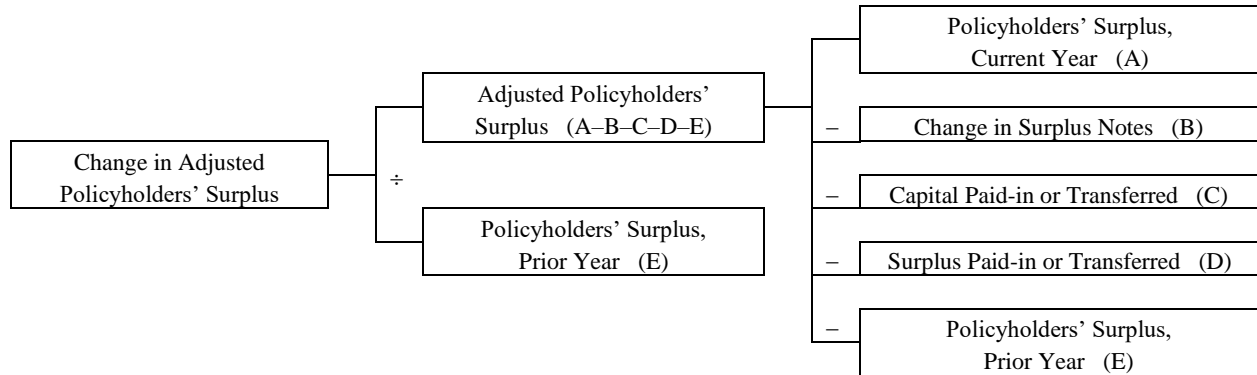 Change in Adjusted
Policyholders’ Surplus
÷
Adjusted Policyholders’
Surplus (A–B–C–D–E)
Policyholders’ Surplus,
Prior Year (E)
Policyholders’ Surplus,
Current Year (A)
– Change in Surplus Notes (B)
– Capital Paid-in or Transferred (C)
– Surplus Paid-in or Transferred (D)
– Policyholders’ Surplus,
Prior Year (E)